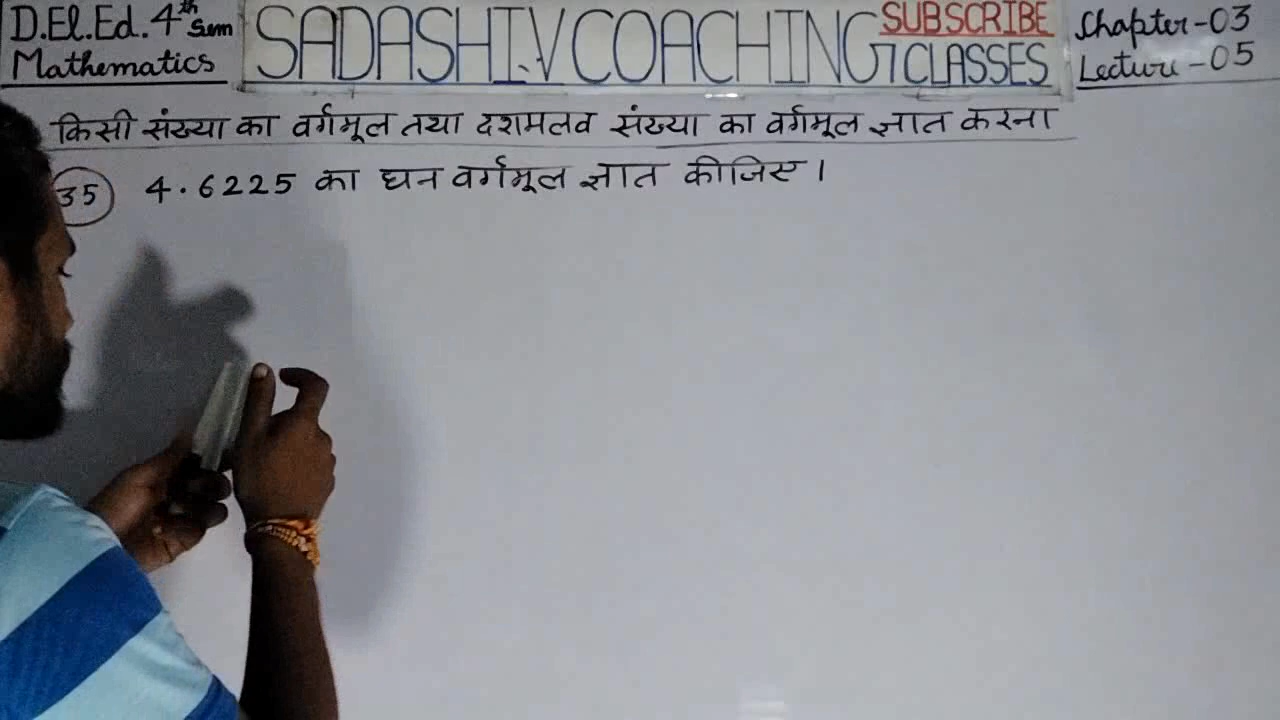 D.El.Ed. 4th Sem
Mathematics
SADASHIV COACHING CLASSES
SUBSCRIBE
Chapter-03
Lecture-05
किसी संख्या का वर्गमूल तथा दशमलव संख्या का वर्गमूल ज्ञात करना
35 4.6225 का घन वर्गमूल ज्ञात कीजिए।